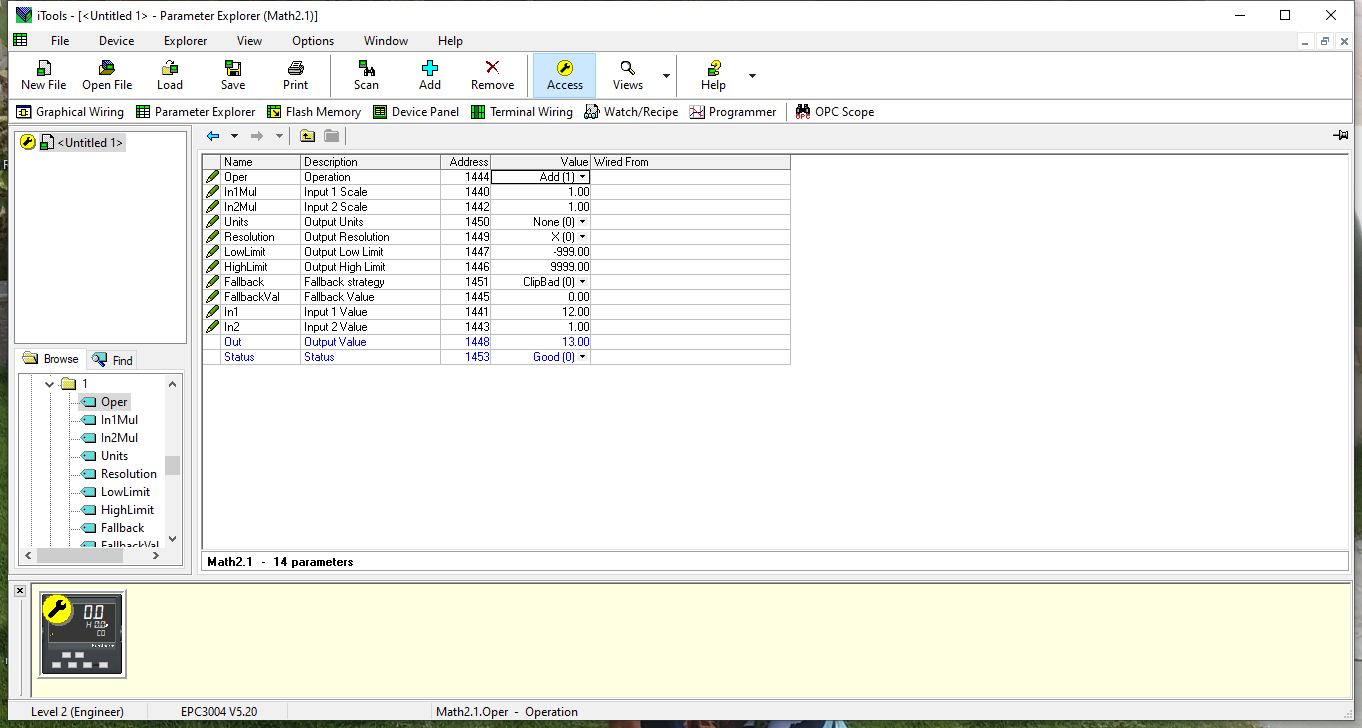 iTools - [<Untitled 1> - Parameter Explorer (Math2.1)]
File Device Explorer View Options Window Help
New File Open File Load Save Print Scan Add Remove Access Views Help
Graphical Wiring Parameter Explorer Flash Memory Device Panel Terminal Wiring Watch/Recipe Programmer OPC Scope
<Untitled 1>
Name Description Address Value Wired From
Oper Operation 1444 Add (1)
In1Mul Input 1 Scale 1440 1.00
In2Mul Input 2 Scale 1442 1.00
Units Output Units 1450 None (0)
Resolution Output Resolution 1449 X (0)
LowLimit Output Low Limit 1447 -999.00
HighLimit Output High Limit 1446 9999.00
Fallback Fallback strategy 1451 ClipBad (0)
FallbackVal Fallback Value 1445 0.00
In1 Input 1 Value 1441 12.00
In2 Input 2 Value 1443 1.00
Out Output Value 1448 13.00
Status Status 1453 Good (0)
Browse Find
1
Oper
In1Mul
In2Mul
Units
Resolution
LowLimit
HighLimit
Fallback
FallbackVal
Math2.1 - 14 parameters
0.0
Level 2 (Engineer) EPC3004 V5.20 Math2.1.Oper - Operation